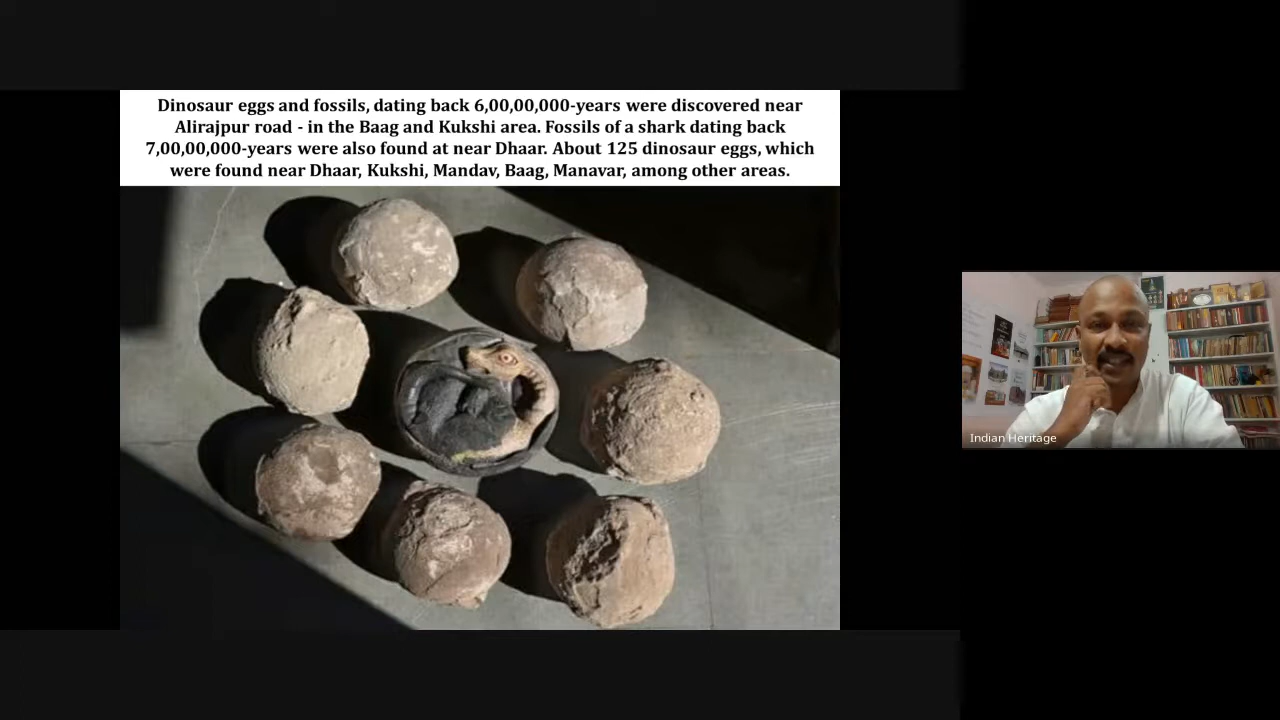 Dinosaur eggs and fossils, dating back 6,00,00,000-years were discovered near
Alirajpur road - in the Baag and Kukshi area. Fossils of a shark dating back
7,00,00,000-years were also found at near Dhaar. About 125 dinosaur eggs, which
were found near Dhaar, Kukshi, Mandav, Baag, Manavar, among other areas.
Indian Heritage